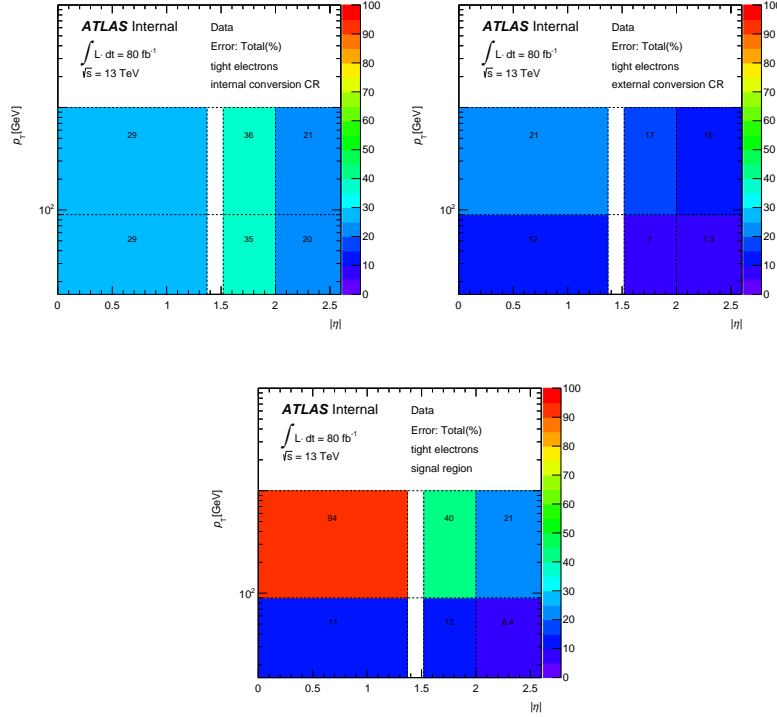 ATLAS Internal
∫ L· dt = 80 fb⁻¹
√s = 13 TeV
Data
Error: Total(%)
tight electrons
internal conversion CR
p_T [GeV]
10²
29
36
21
29
35
20
0 0.5 1 1.5 2 2.5
|η|
100
90
80
70
60
50
40
30
20
10
0
ATLAS Internal
∫ L· dt = 80 fb⁻¹
√s = 13 TeV
Data
Error: Total(%)
tight electrons
external conversion CR
p_T [GeV]
10²
21
17
15
12
7
7.3
0 0.5 1 1.5 2 2.5
|η|
100
90
80
70
60
50
40
30
20
10
0
ATLAS Internal
∫ L· dt = 80 fb⁻¹
√s = 13 TeV
Data
Error: Total(%)
tight electrons
signal region
p_T [GeV]
10²
94
40
21
11
12
0 0.5 1 1.5 2 2.5
|η|
100
90
80
70
60
50
40
30
20
10
0